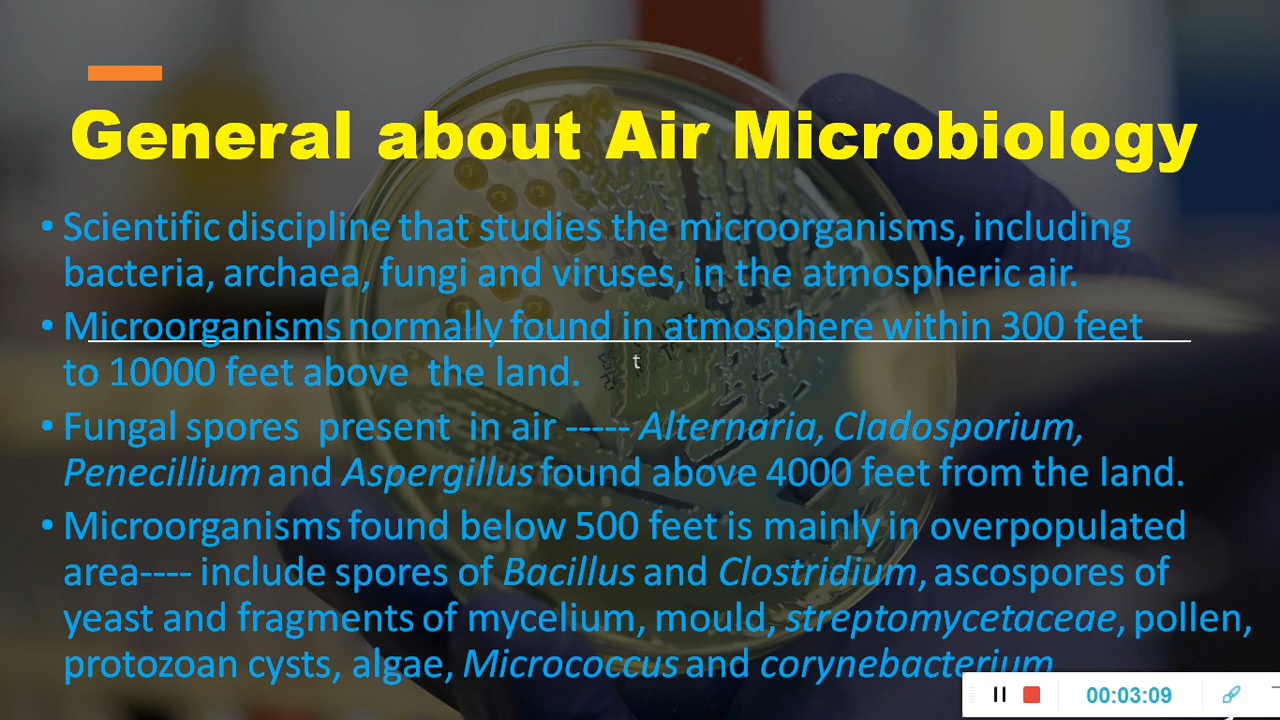 General about Air Microbiology
• Scientific discipline that studies the microorganisms, including
bacteria, archaea, fungi and viruses, in the atmospheric air.
• Microorganisms normally found in atmosphere within 300 feet
t
to 10000 feet above the land.
• Fungal spores present in air ----- Alternaria, Cladosporium,
Penecillium and Aspergillus found above 4000 feet from the land.
• Microorganisms found below 500 feet is mainly in overpopulated
area---- include spores of Bacillus and Clostridium, ascospores of
yeast and fragments of mycelium, mould, streptomycetaceae, pollen,
protozoan cysts, algae, Micrococcus and corynebacterium
00:03:09